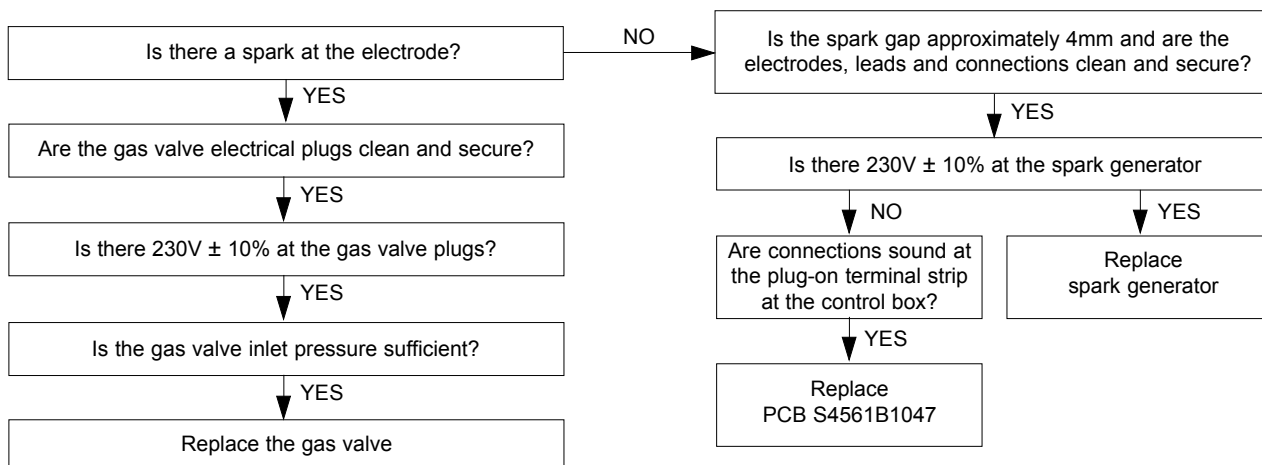 Is there a spark at the electrode?
NO
Is the spark gap approximately 4mm and are the
electrodes, leads and connections clean and secure?
YES
YES
Are the gas valve electrical plugs clean and secure?
Is there 230V ± 10% at the spark generator
YES
NO
YES
Is there 230V ± 10% at the gas valve plugs?
Are connections sound at
the plug-on terminal strip
at the control box?
Replace
spark generator
YES
Is the gas valve inlet pressure sufficient?
YES
YES
Replace
PCB S4561B1047
Replace the gas valve